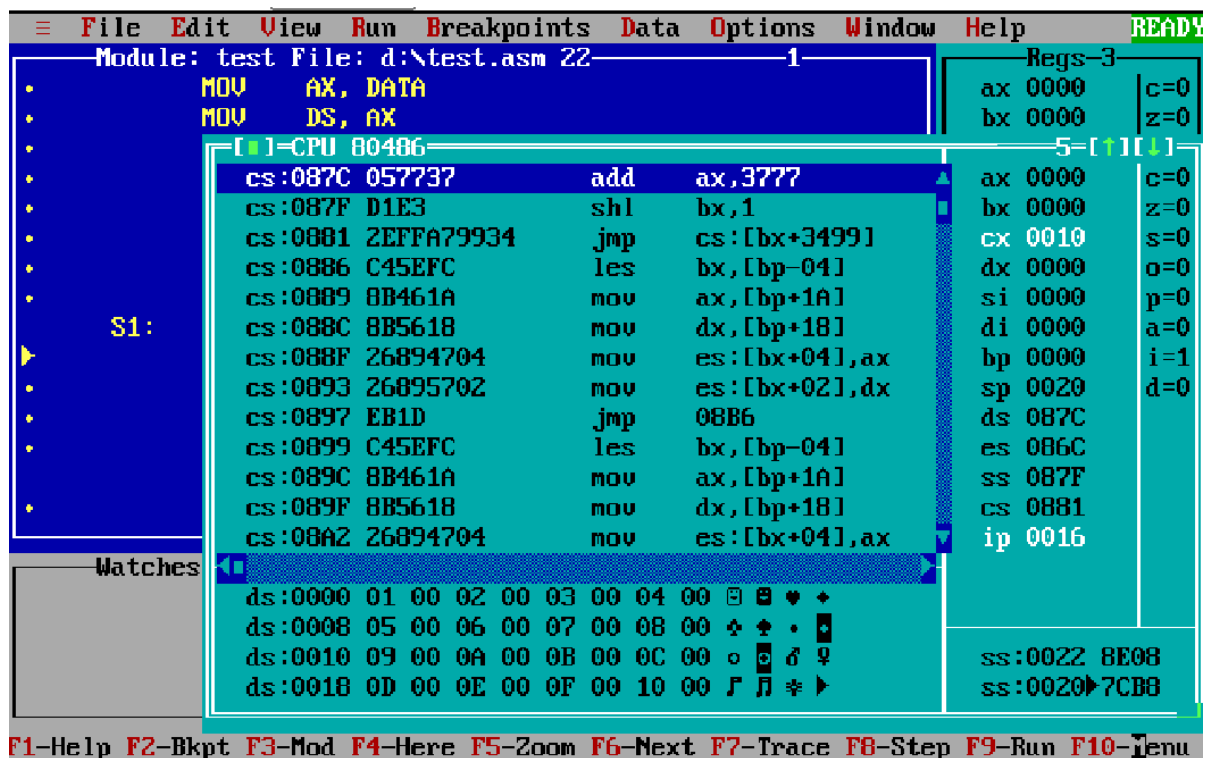 ≡ File Edit View Run Breakpoints Data Options Window Help READY
Module: test File: d:\test.asm 22 1
Regs 3
MOV AX, DATA
ax 0000 c=0
MOV DS, AX
bx 0000 z=0
[■]=CPU 80486 5=[↑][↓]
cs:087C 057737 add ax,3777 ax 0000 c=0
cs:087F D1E3 shl bx,1 bx 0000 z=0
cs:0881 2EFFA79934 jmp cs:[bx+3499] cx 0010 s=0
cs:0886 C45EFC les bx,[bp-04] dx 0000 o=0
cs:0889 8B461A mov ax,[bp+1A] si 0000 p=0
S1: cs:088C 8B5618 mov dx,[bp+18] di 0000 a=0
cs:088F 26894704 mov es:[bx+04],ax bp 0000 i=1
cs:0893 26895702 mov es:[bx+02],dx sp 0020 d=0
cs:0897 EB1D jmp 08B6 ds 087C
cs:0899 C45EFC les bx,[bp-04] es 086C
cs:089C 8B461A mov ax,[bp+1A] ss 087F
cs:089F 8B5618 mov dx,[bp+18] cs 0881
cs:08A2 26894704 mov es:[bx+04],ax ip 0016
Watches
ds:0000 01 00 02 00 03 00 04 00 ☺ ☻ ♥ ♦
ds:0008 05 00 06 00 07 00 08 00 ♣ ♠ • ◘
ds:0010 09 00 0A 00 0B 00 0C 00 ○ ◙ ♂ ♀ ss:0022 8E08
ds:0018 0D 00 0E 00 0F 00 10 00 ♪ ♫ ☼ ► ss:0020►7CB8
F1-Help F2-Bkpt F3-Mod F4-Here F5-Zoom F6-Next F7-Trace F8-Step F9-Run F10-Menu